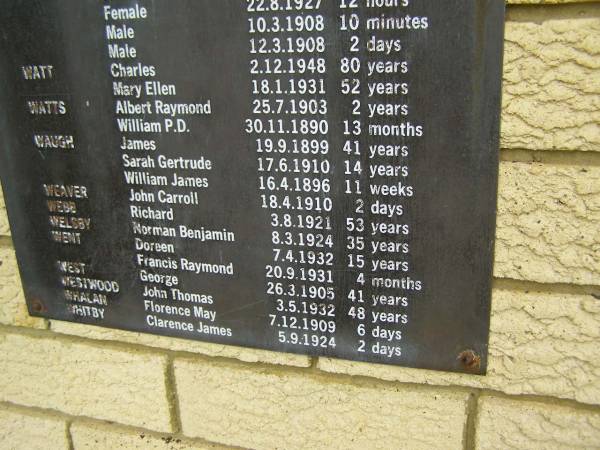 Female 22.8.1927 12 hours
Male 10.3.1908 10 minutes
Male 12.3.1908 2 days
WATT Charles 2.12.1948 80 years
Mary Ellen 18.1.1931 52 years
WATTS Albert Raymond 25.7.1903 2 years
William P.D. 30.11.1890 13 months
WAUGH James 19.9.1899 41 years
Sarah Gertrude 17.6.1910 14 years
William James 16.4.1896 11 weeks
WEAVER John Carroll 18.4.1910 2 days
WEBB Richard 3.8.1921 53 years
WELSBY Norman Benjamin 8.3.1924 35 years
WENT Doreen 7.4.1932 15 years
Francis Raymond 20.9.1931 4 months
WEST George 26.3.1905 41 years
WESTWOOD John Thomas 3.5.1932 48 years
WHALAN Florence May 7.12.1909 6 days
WHITBY Clarence James 5.9.1924 2 days